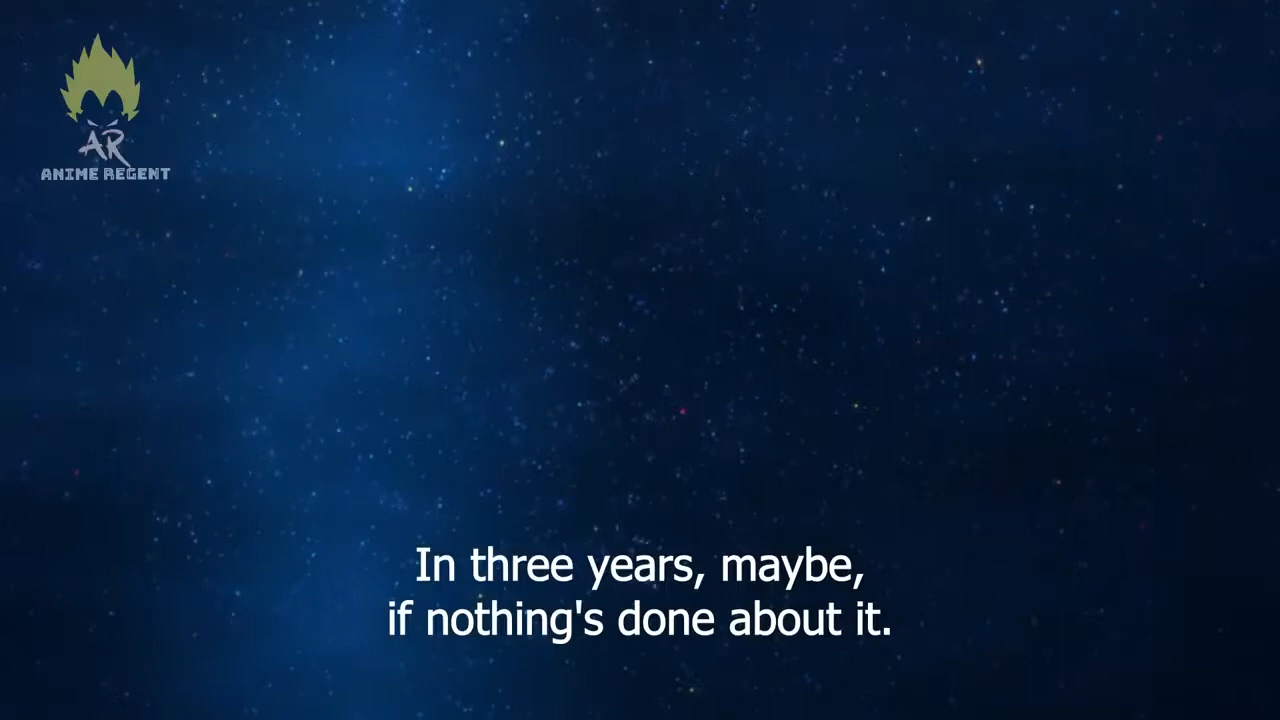 AR
ANIME REGENT
In three years, maybe,
if nothing's done about it.